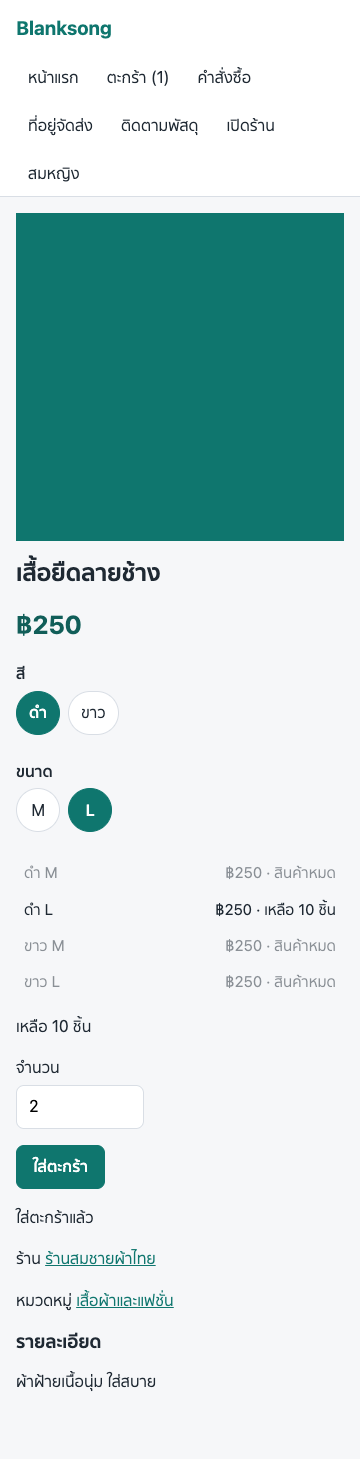 Blanksong
หน้าแรก ตะกร้า (1) คำสั่งซื้อ
ที่อยู่จัดส่ง ติดตามพัสดุ เปิดร้าน
สมหญิง
เสื้อยืดลายช้าง
฿250
สี
ดำ ขาว
ขนาด
M L
ดำ M ฿250 · สินค้าหมด
ดำ L ฿250 · เหลือ 10 ชิ้น
ขาว M ฿250 · สินค้าหมด
ขาว L ฿250 · สินค้าหมด
เหลือ 10 ชิ้น
จำนวน
2
ใส่ตะกร้า
ใส่ตะกร้าแล้ว
ร้าน ร้านสมชายผ้าไทย
หมวดหมู่ เสื้อผ้าและแฟชั่น
รายละเอียด
ผ้าฝ้ายเนื้อนุ่ม ใส่สบาย